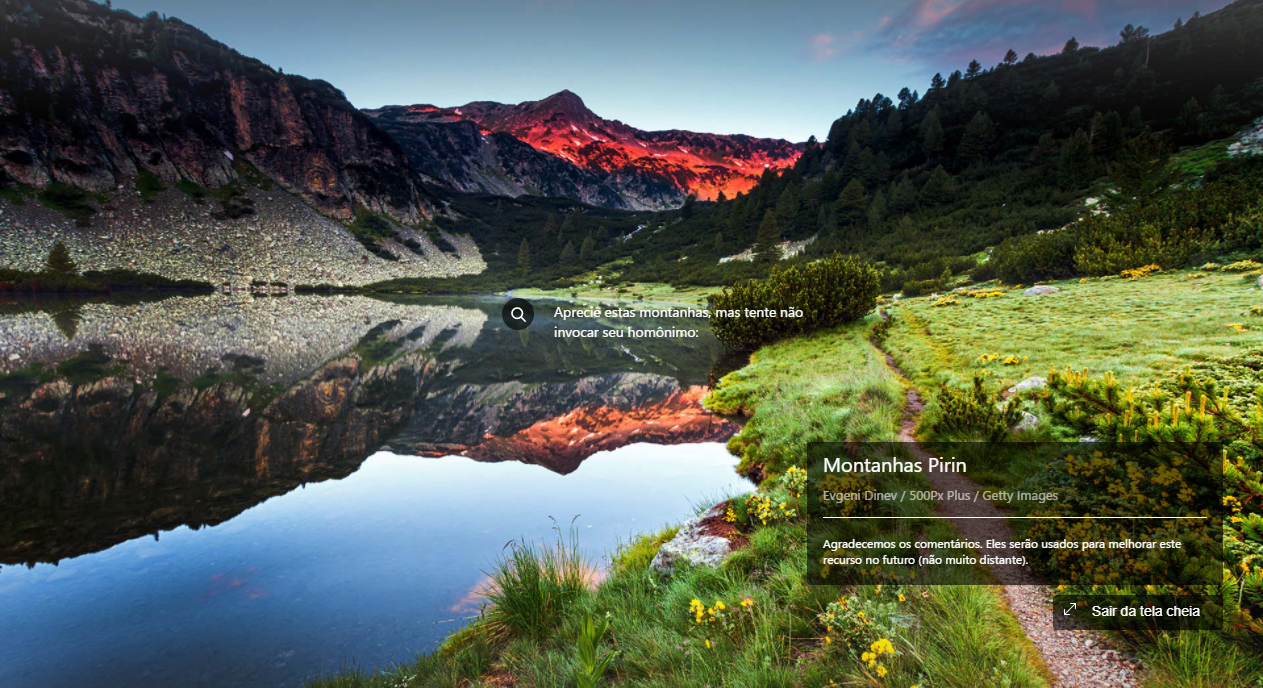 Aprecie estas montanhas, mas tente não
invocar seu homônimo:
Montanhas Pirin
Evgeni Dinev / 500Px Plus / Getty Images
Agradecemos os comentários. Eles serão usados para melhorar este
recurso no futuro (não muito distante).
Sair da tela cheia